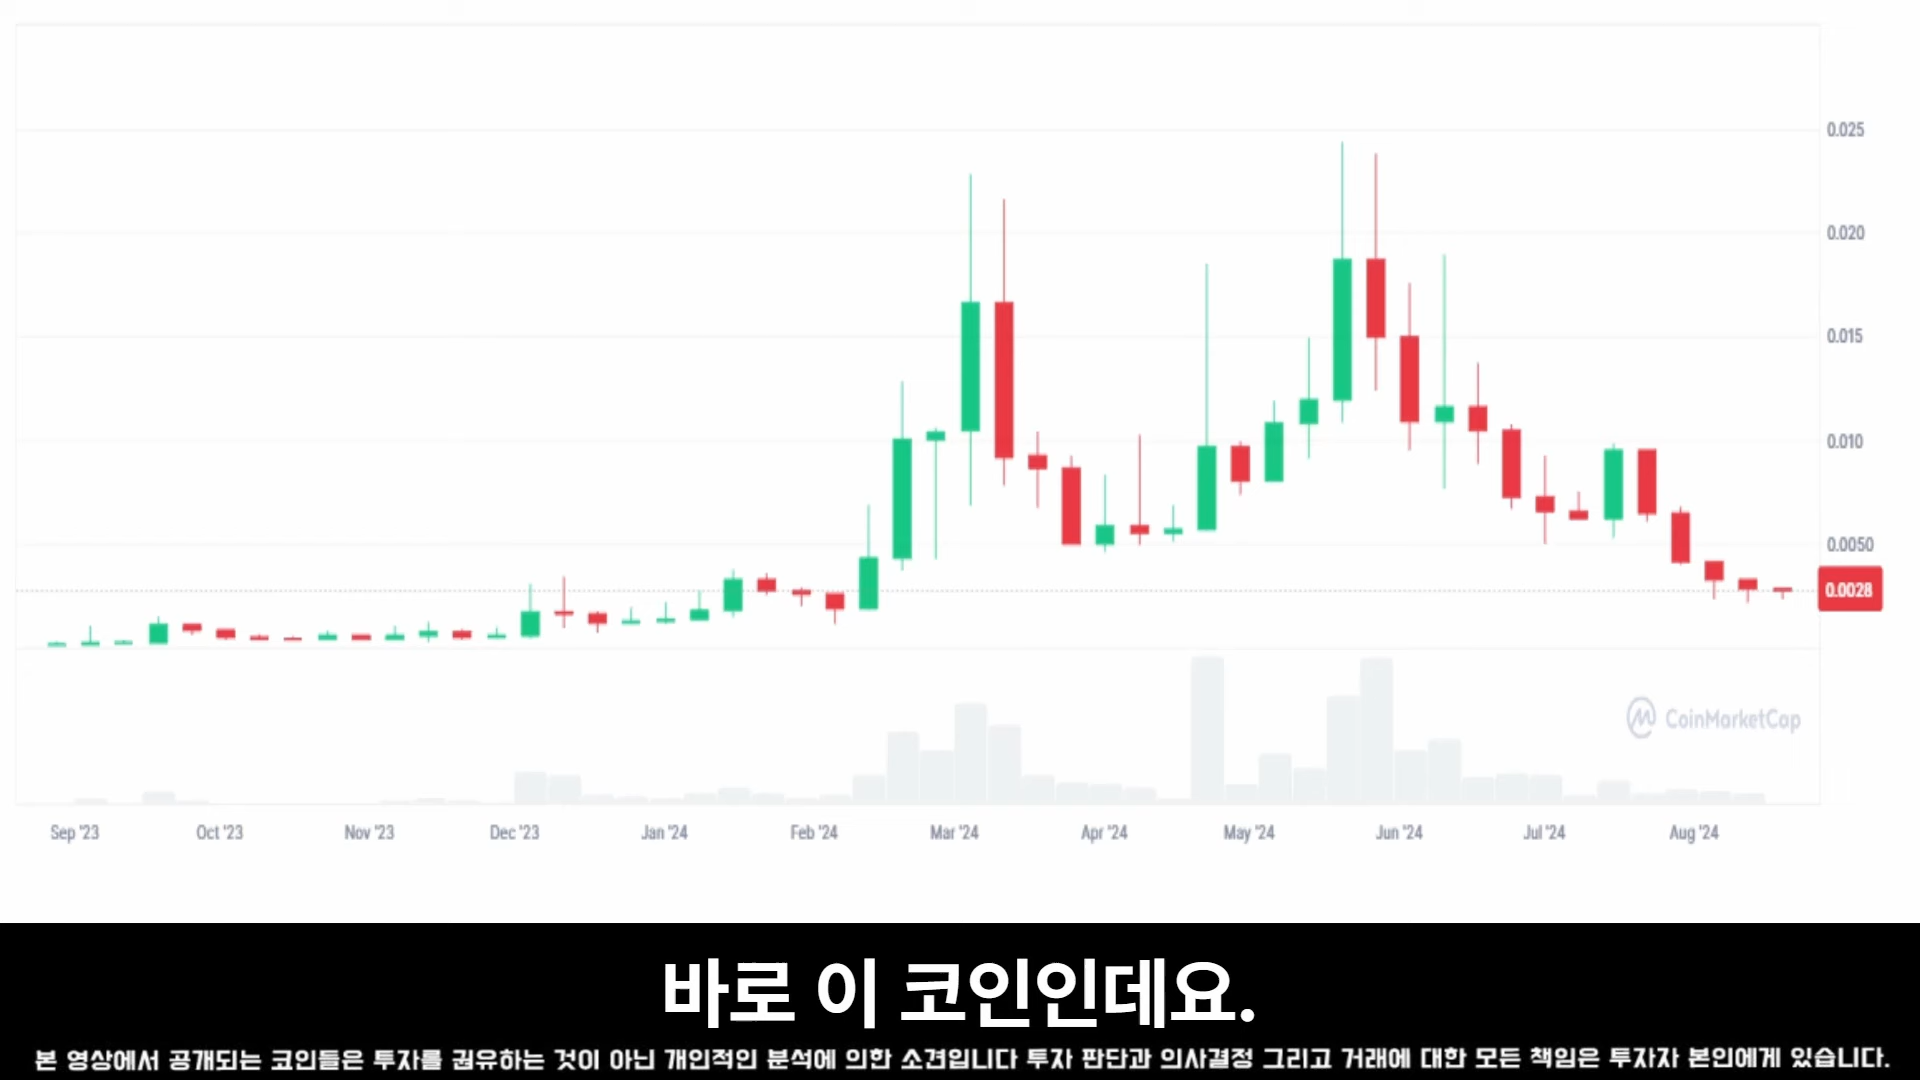 0.025
0.020
0.015
0.010
0.0050
0.0028
CoinMarketCap
Sep '23 Oct '23 Nov '23 Dec '23 Jan '24 Feb '24 Mar '24 Apr '24 May '24 Jun '24 Jul '24 Aug '24
바로 이 코인인데요.
본 영상에서 공개되는 코인들은 투자를 권유하는 것이 아닌 개인적인 분석에 의한 소견입니다 투자 판단과 의사결정 그리고 거래에 대한 모든 책임은 투자자 본인에게 있습니다.